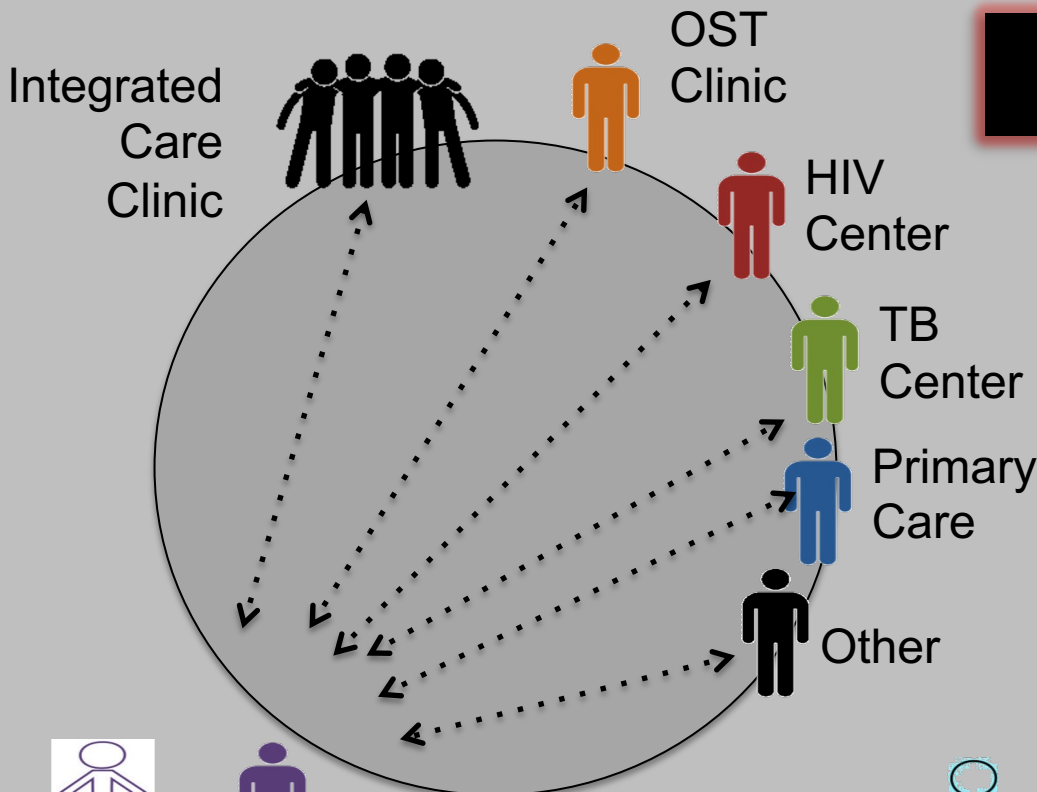 Integrated
Care
Clinic
OST
Clinic
HIV
Center
TB
Center
Primary
Care
Other